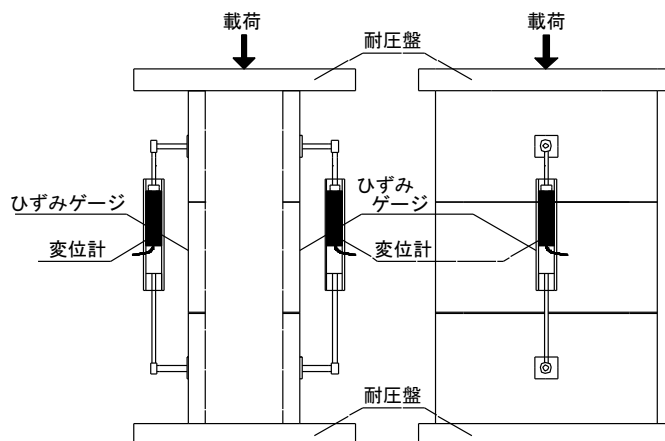 載荷
載荷
耐圧盤
ひずみゲージ
変位計
ひずみ
ゲージ
変位計
耐圧盤